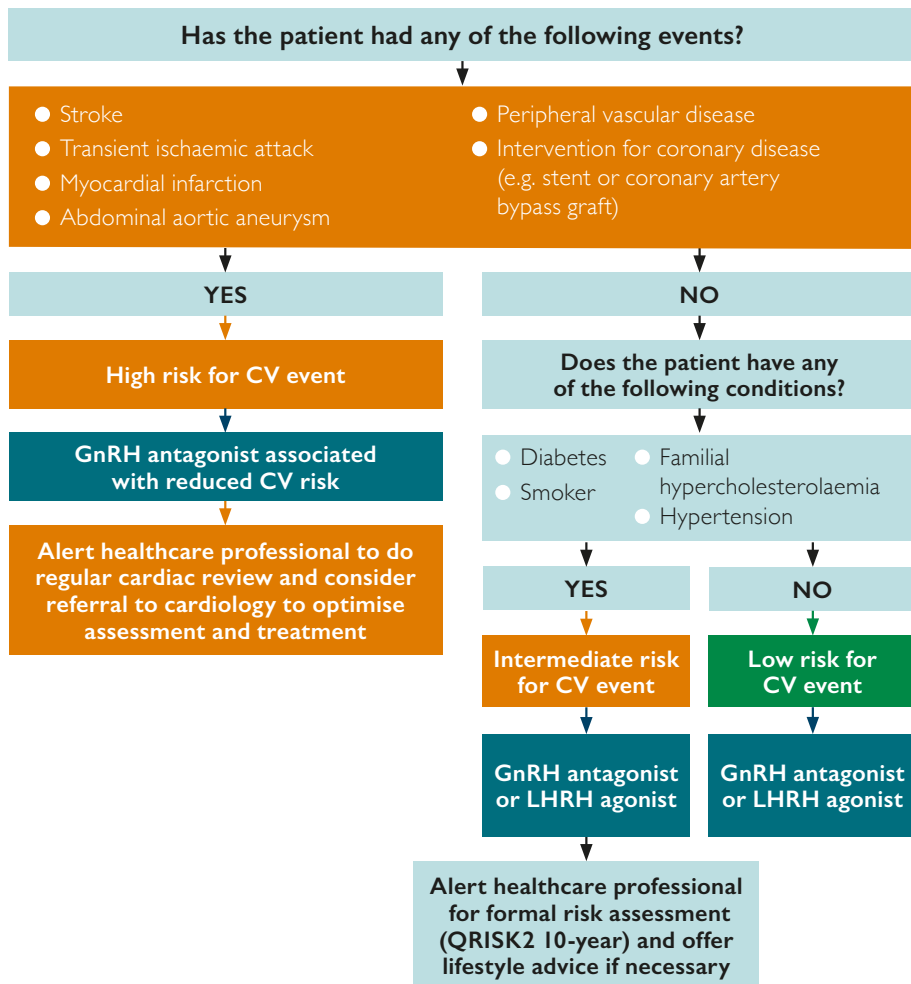 Has the patient had any of the following events?
● Stroke
● Transient ischaemic attack
● Myocardial infarction
● Abdominal aortic aneurysm
● Peripheral vascular disease
● Intervention for coronary disease
(e.g. stent or coronary artery
bypass graft)
YES
High risk for CV event
GnRH antagonist associated
with reduced CV risk
Alert healthcare professional to do
regular cardiac review and consider
referral to cardiology to optimise
assessment and treatment
NO
Does the patient have any
of the following conditions?
● Diabetes
● Smoker
● Familial
hypercholesterolaemia
● Hypertension
YES
Intermediate risk
for CV event
GnRH antagonist
or LHRH agonist
Alert healthcare professional
for formal risk assessment
(QRISK2 10-year) and offer
lifestyle advice if necessary
NO
Low risk for
CV event
GnRH antagonist
or LHRH agonist